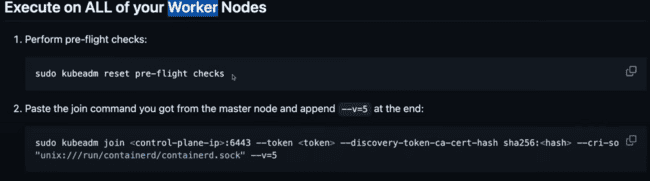 Execute on ALL of your Worker Nodes
1. Perform pre-flight checks:
sudo kubeadm reset pre-flight checks
2. Paste the join command you got from the master node and append --v=5 at the end:
sudo kubeadm join <control-plane-ip>:6443 --token <token> --discovery-token-ca-cert-hash sha256:<hash> --cri-so
"unix:///run/containerd/containerd.sock" --v=5